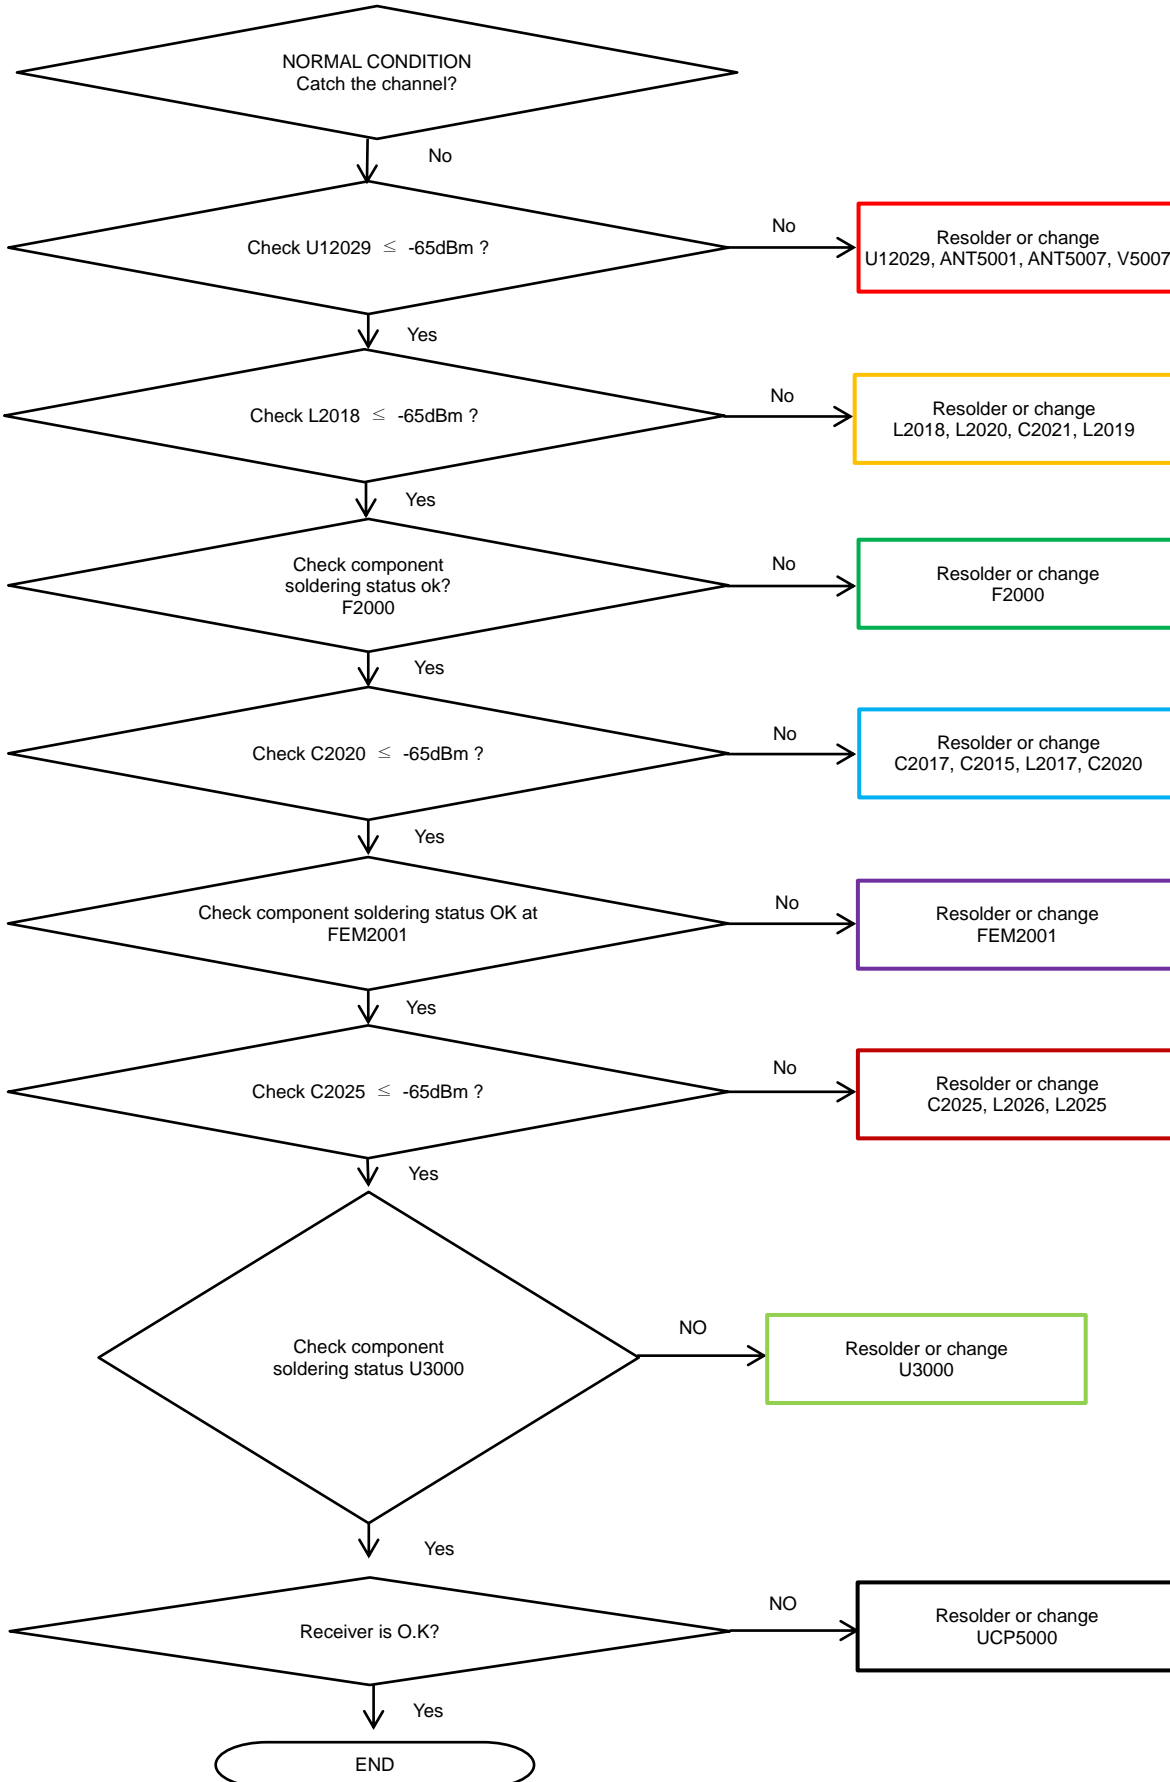 NORMAL CONDITION
Catch the channel?
No
Check U12029 ≤ -65dBm ?
No
Resolder or change
U12029, ANT5001, ANT5007, V5007
Yes
Check L2018 ≤ -65dBm ?
No
Resolder or change
L2018, L2020, C2021, L2019
Yes
Check component
soldering status ok?
F2000
No
Resolder or change
F2000
Yes
Check C2020 ≤ -65dBm ?
No
Resolder or change
C2017, C2015, L2017, C2020
Yes
Check component soldering status OK at
FEM2001
No
Resolder or change
FEM2001
Yes
Check C2025 ≤ -65dBm ?
No
Resolder or change
C2025, L2026, L2025
Yes
Check component
soldering status U3000
NO
Resolder or change
U3000
Yes
Receiver is O.K?
NO
Resolder or change
UCP5000
Yes
END